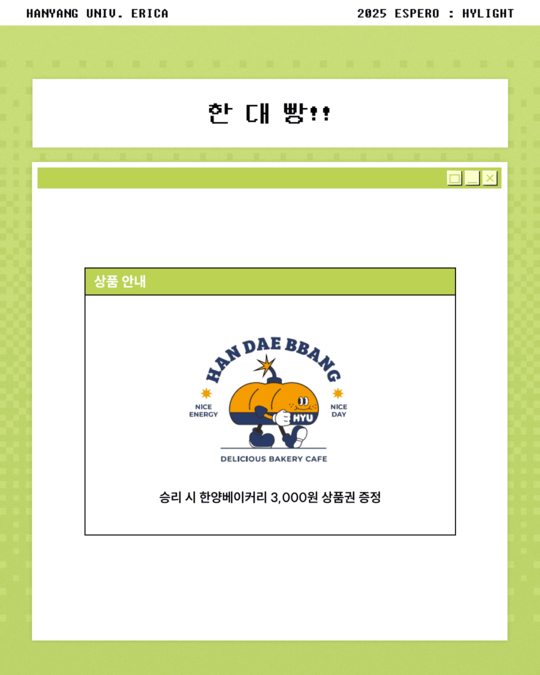 HANYANG UNIV. ERICA
2025 ESPERO : HYLIGHT
한 대 빵!!
상품 안내
HAN DAE BBANG
NICE
ENERGY
NICE
DAY
HYU
DELICIOUS BAKERY CAFE
승리 시 한양베이커리 3,000원 상품권 증정